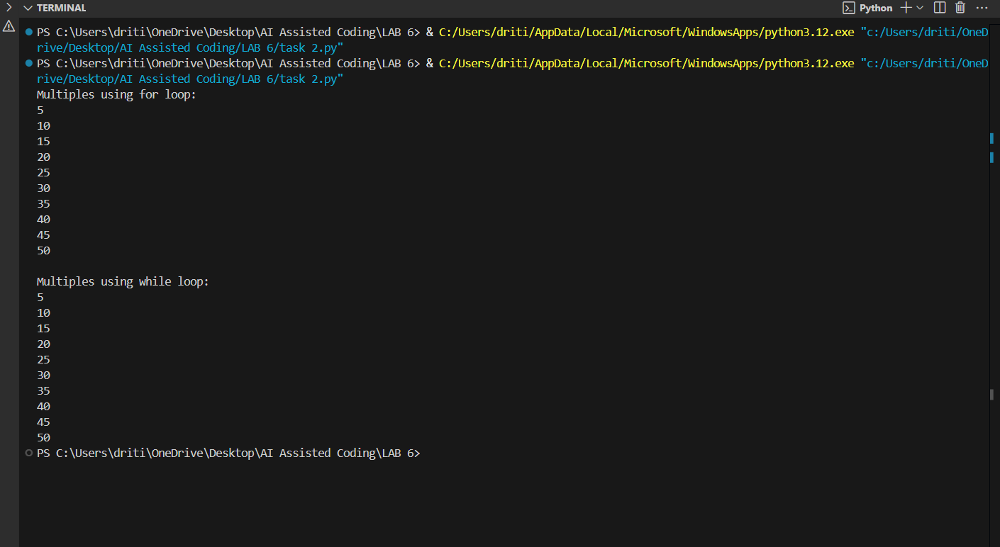 TERMINAL
Python
PS C:\Users\driti\OneDrive\Desktop\AI Assisted Coding\LAB 6> & C:/Users/driti/AppData/Local/Microsoft/WindowsApps/python3.12.exe "c:/Users/driti/OneD
rive/Desktop/AI Assisted Coding/LAB 6/task 2.py"
PS C:\Users\driti\OneDrive\Desktop\AI Assisted Coding\LAB 6> & C:/Users/driti/AppData/Local/Microsoft/WindowsApps/python3.12.exe "c:/Users/driti/OneD
rive/Desktop/AI Assisted Coding/LAB 6/task 2.py"
Multiples using for loop:
5
10
15
20
25
30
35
40
45
50
Multiples using while loop:
5
10
15
20
25
30
35
40
45
50
PS C:\Users\driti\OneDrive\Desktop\AI Assisted Coding\LAB 6>